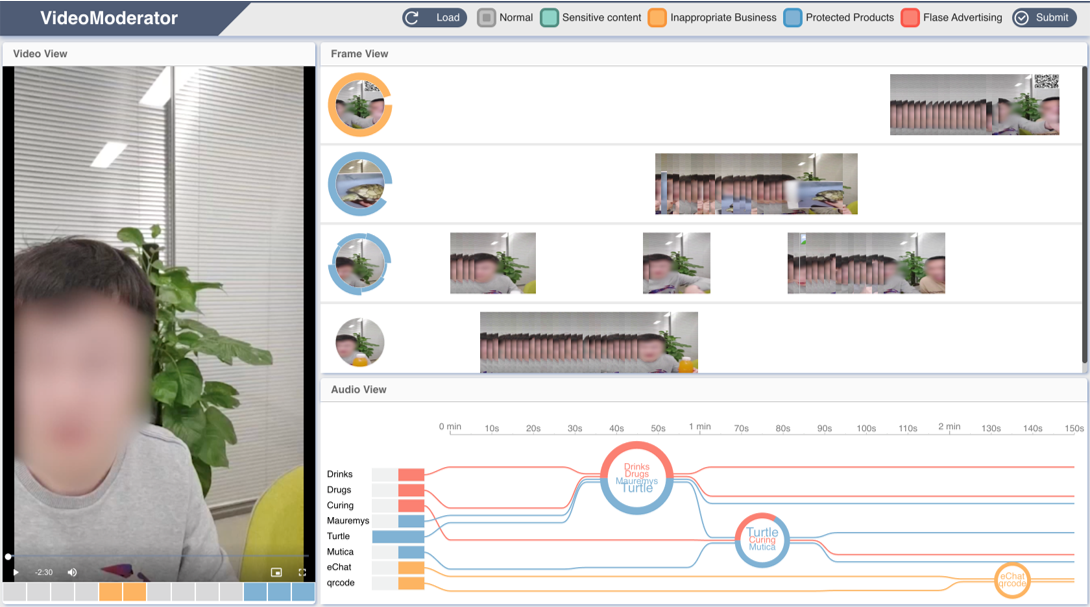 VideoModerator
Load
Normal
Sensitive content
Inappropriate Business
Protected Products
Flase Advertising
Submit
Video View
-2:30
Frame View
Audio View
0 min 10s 20s 30s 40s 50s 1 min 70s 80s 90s 100s 110s 2 min 130s 140s 150s
Drinks
Drugs
Curing
Mauremys
Turtle
Mutica
eChat
qrcode
Drinks
Drugs
Mauremys
Turtle
Turtle
Curing
Mutica
eChat
qrcode